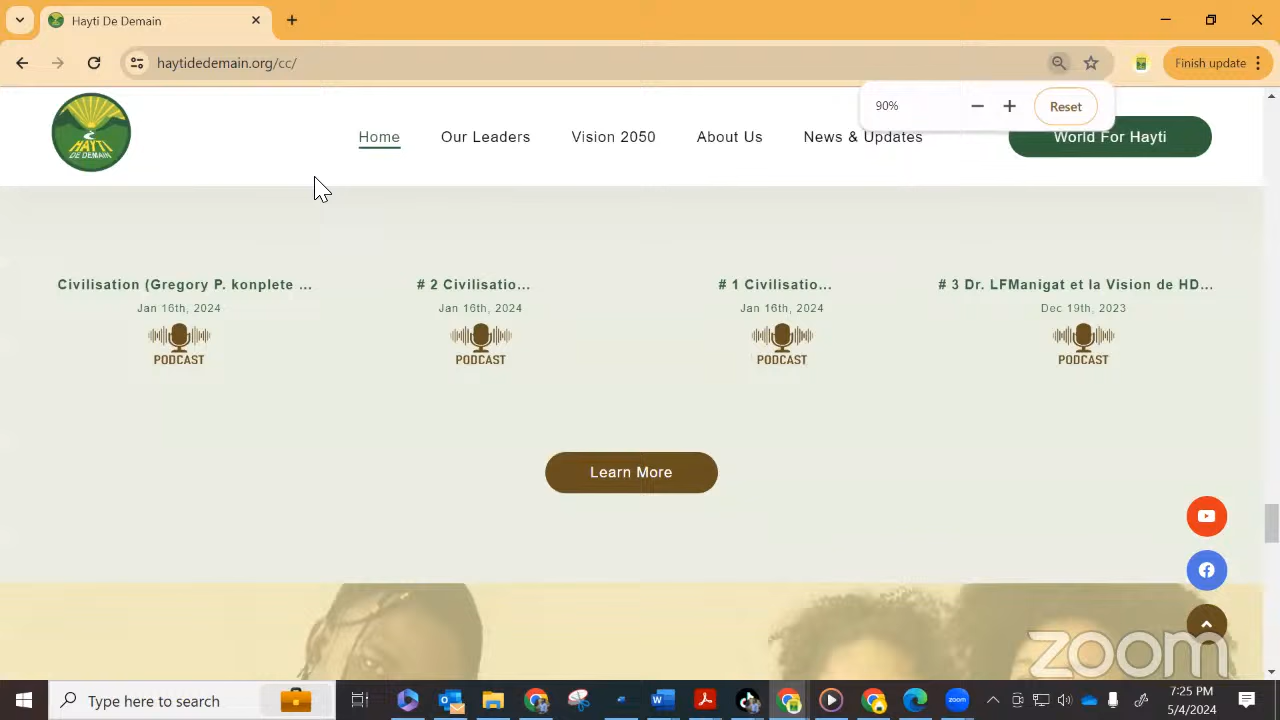 Hayti De Demain
haytidedemain.org/cc/
Finish update
90%
Reset
HAYTI
DE DEMAIN
Home
Our Leaders
Vision 2050
About Us
News & Updates
World For Hayti
Civilisation (Gregory P. konplete ...
# 2 Civilisatio...
# 1 Civilisatio...
# 3 Dr. LFManigat et la Vision de HD...
Jan 16th, 2024
Jan 16th, 2024
Jan 16th, 2024
Dec 19th, 2023
PODCAST
PODCAST
PODCAST
PODCAST
Learn More
zoom
Type here to search
zoom
7:25 PM
5/4/2024